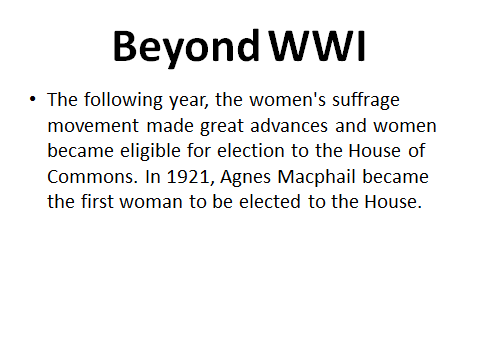 Beyond WWI
• The following year, the women's suffrage
movement made great advances and women
became eligible for election to the House of
Commons. In 1921, Agnes Macphail became
the first woman to be elected to the House.